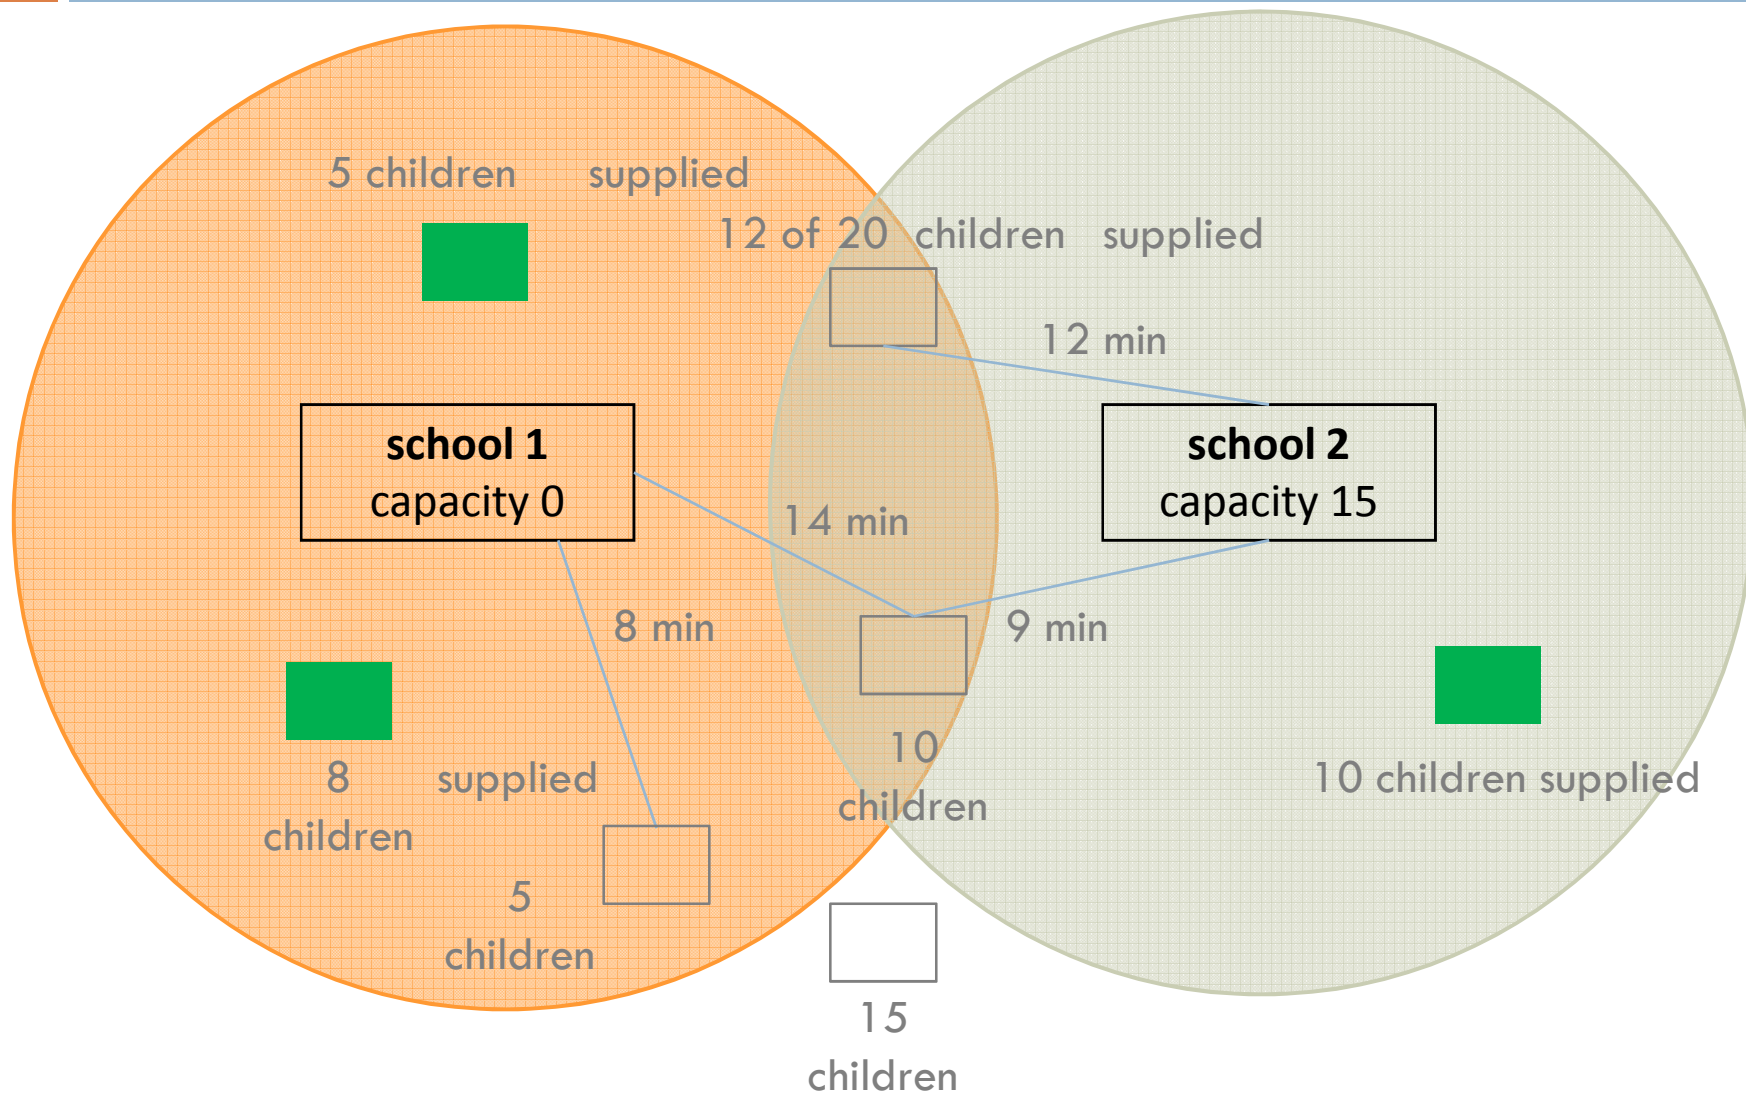 5 children supplied
12 of 20 children supplied
12 min
school 1
capacity 0
school 2
capacity 15
14 min
8 min
9 min
8 supplied
children
10
children
10 children supplied
5
children
15
children